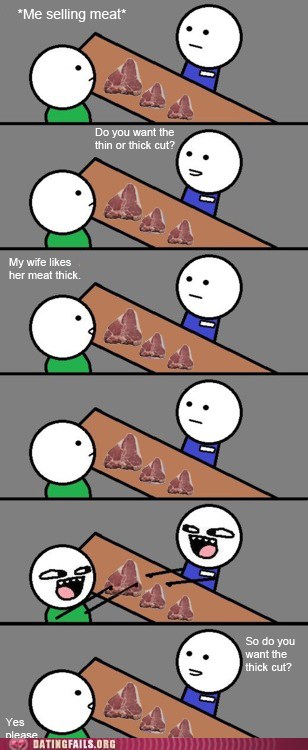 *Me selling meat*
Do you want the
thin or thick cut?
My wife likes
her meat thick.
So do you
want the
thick cut?
Yes
please
DATINGFAILS.ORG